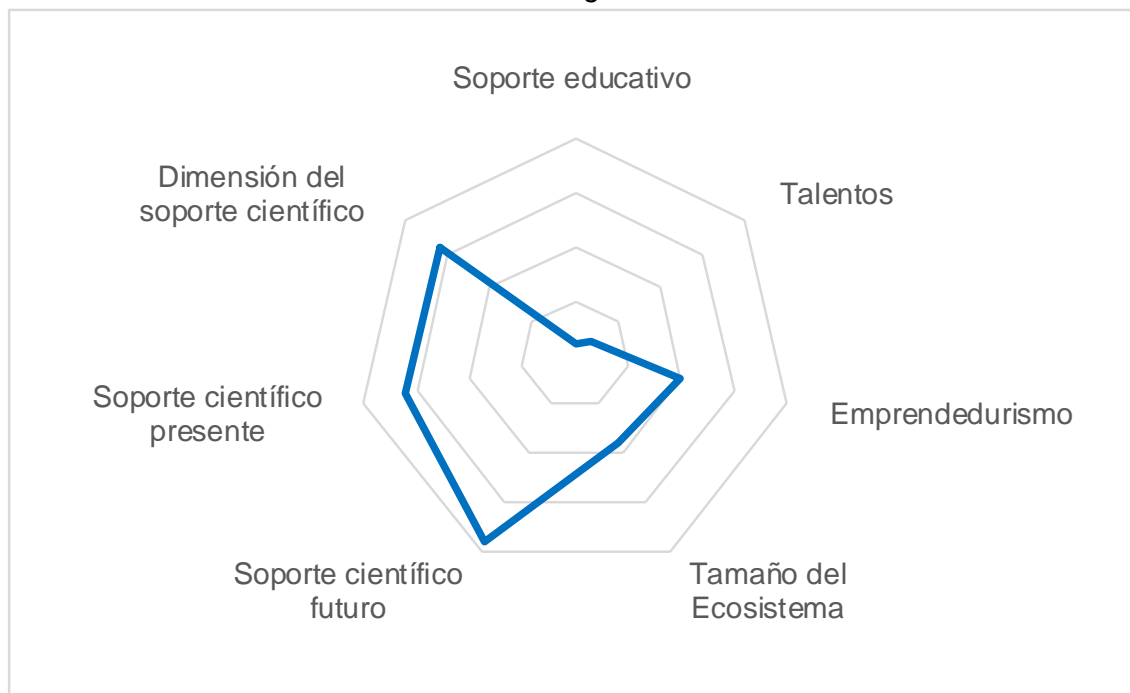 Soporte educativo
Dimensión del
soporte científico
Talentos
Soporte científico
presente
Emprendedurismo
Soporte científico
futuro
Tamaño del
Ecosistema